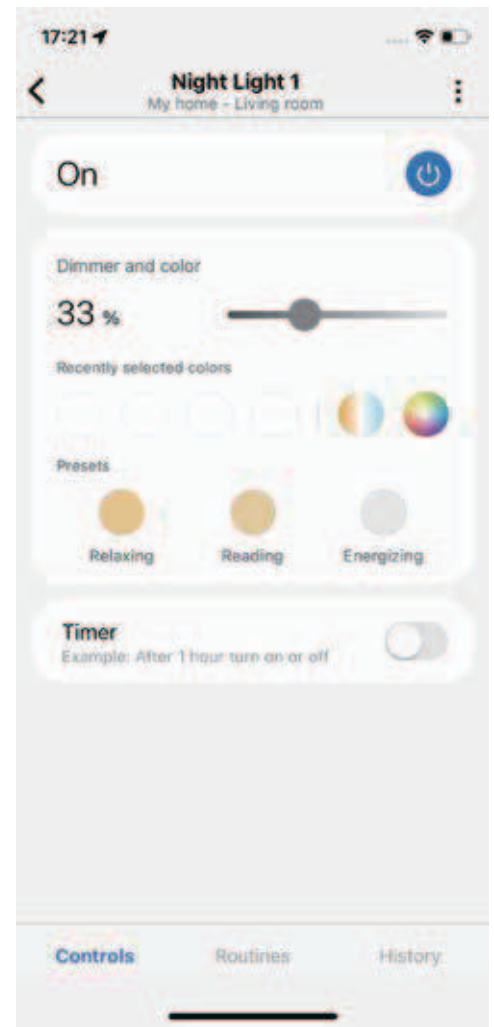 17:21
Night Light 1
My home - Living room
On
Dimmer and color
33 %
Recently selected colors
Presets
Relaxing Reading Energizing
Timer
Example: After 1 hour turn on or off
Controls Routines History